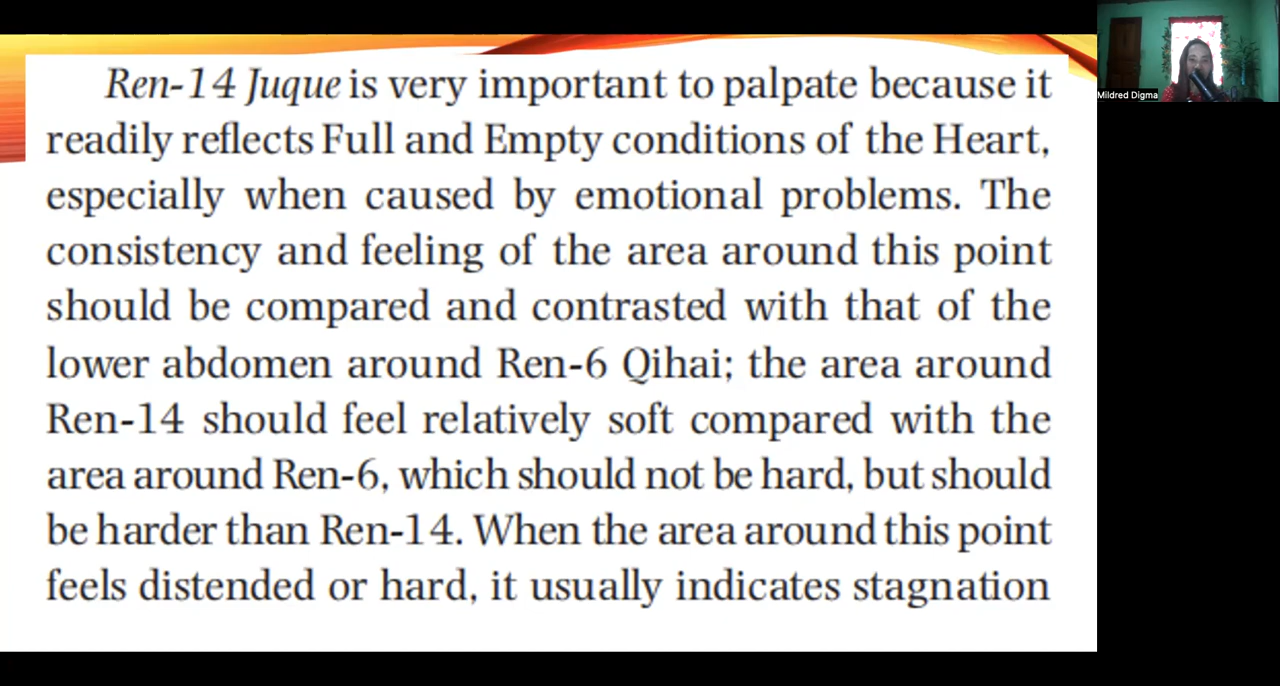 Ren-14 Juque is very important to palpate because it
readily reflects Full and Empty conditions of the Heart,
especially when caused by emotional problems. The
consistency and feeling of the area around this point
should be compared and contrasted with that of the
lower abdomen around Ren-6 Qihai; the area around
Ren-14 should feel relatively soft compared with the
area around Ren-6, which should not be hard, but should
be harder than Ren-14. When the area around this point
feels distended or hard, it usually indicates stagnation
Mildred Digma